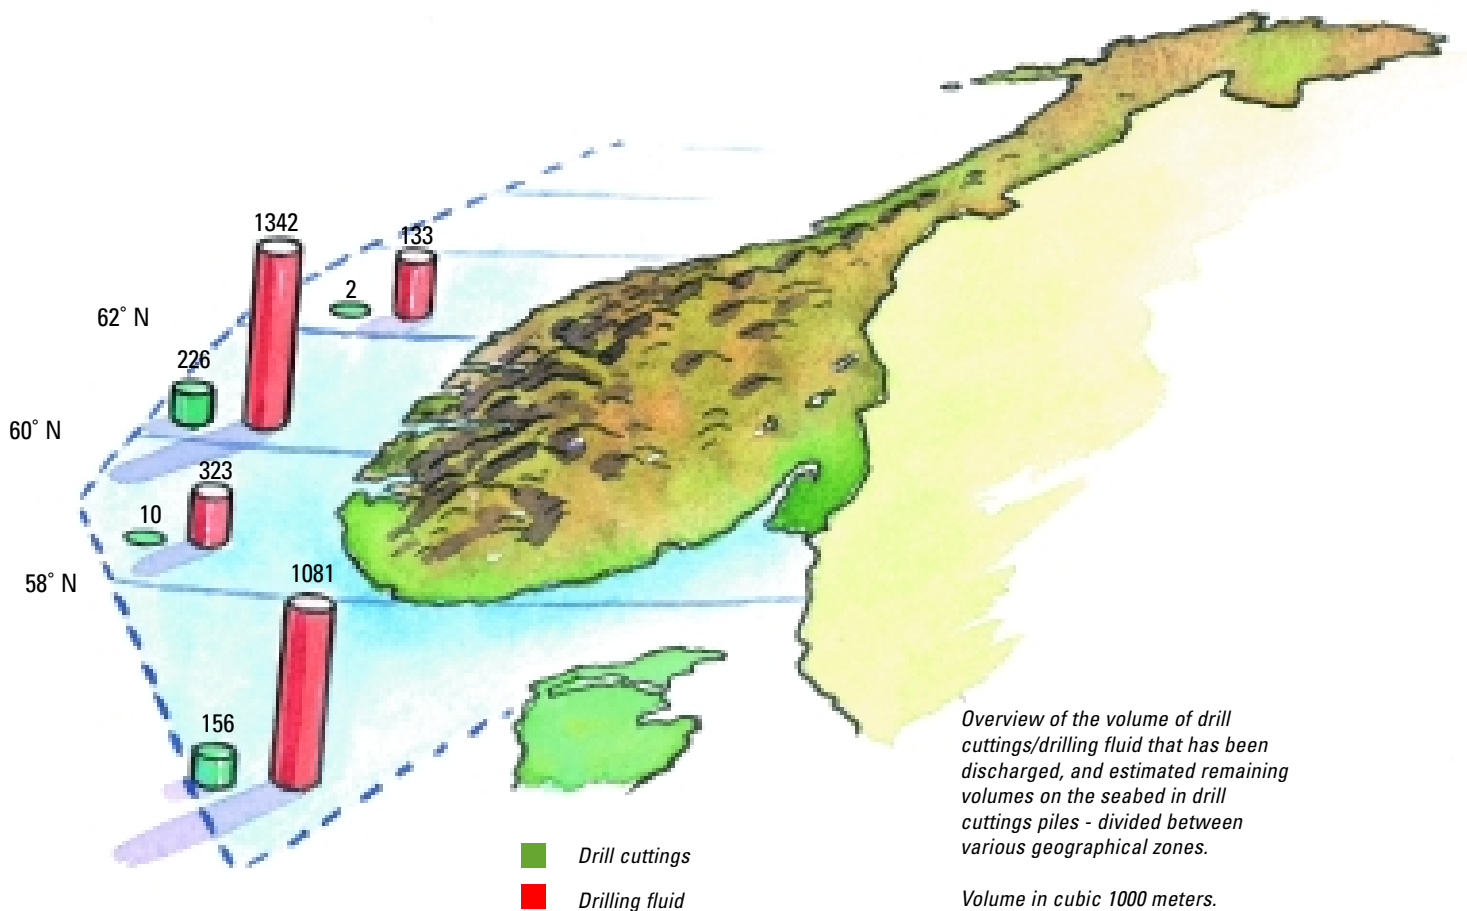 1342
133
2
62° N
226
60° N
323
10
58° N
1081
156
Drill cuttings
Drilling fluid
Overview of the volume of drill
cuttings/drilling fluid that has been
discharged, and estimated remaining
volumes on the seabed in drill
cuttings piles - divided between
various geographical zones.
Volume in cubic 1000 meters.